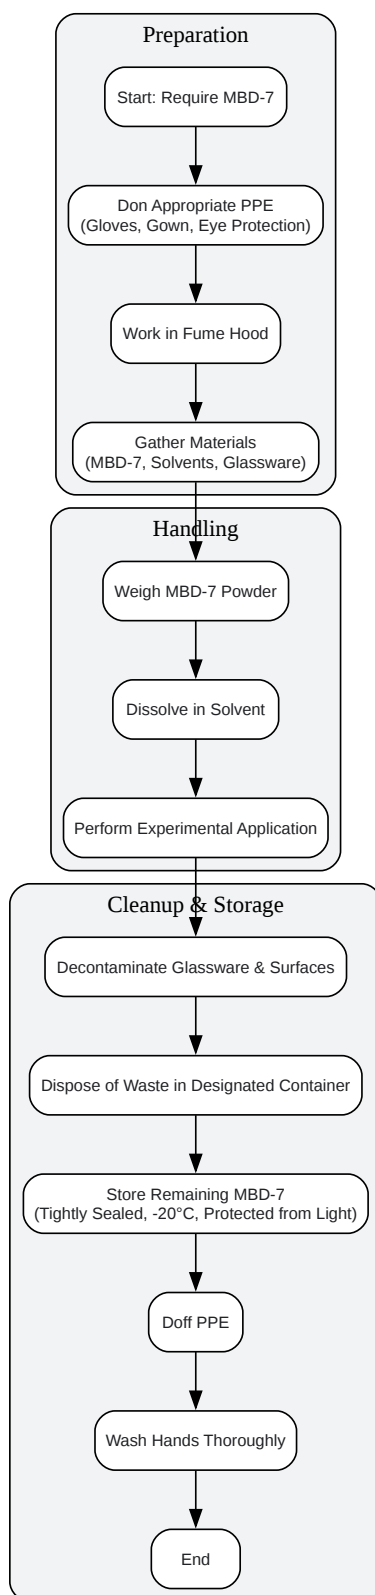 Preparation
Start: Require MBD-7
Don Appropriate PPE
(Gloves, Gown, Eye Protection)
Work in Fume Hood
Gather Materials
(MBD-7, Solvents, Glassware)
Handling
Weigh MBD-7 Powder
Dissolve in Solvent
Perform Experimental Application
Cleanup & Storage
Decontaminate Glassware & Surfaces
Dispose of Waste in Designated Container
Store Remaining MBD-7
(Tightly Sealed, -20°C, Protected from Light)
Doff PPE
Wash Hands Thoroughly
End